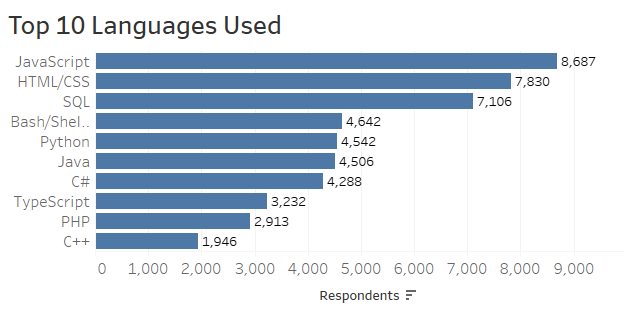 Top 10 Languages Used
JavaScript 8,687
HTML/CSS 7,830
SQL 7,106
Bash/Shel.. 4,642
Python 4,542
Java 4,506
C# 4,288
TypeScript 3,232
PHP 2,913
C++ 1,946
0 1,000 2,000 3,000 4,000 5,000 6,000 7,000 8,000 9,000
Respondents